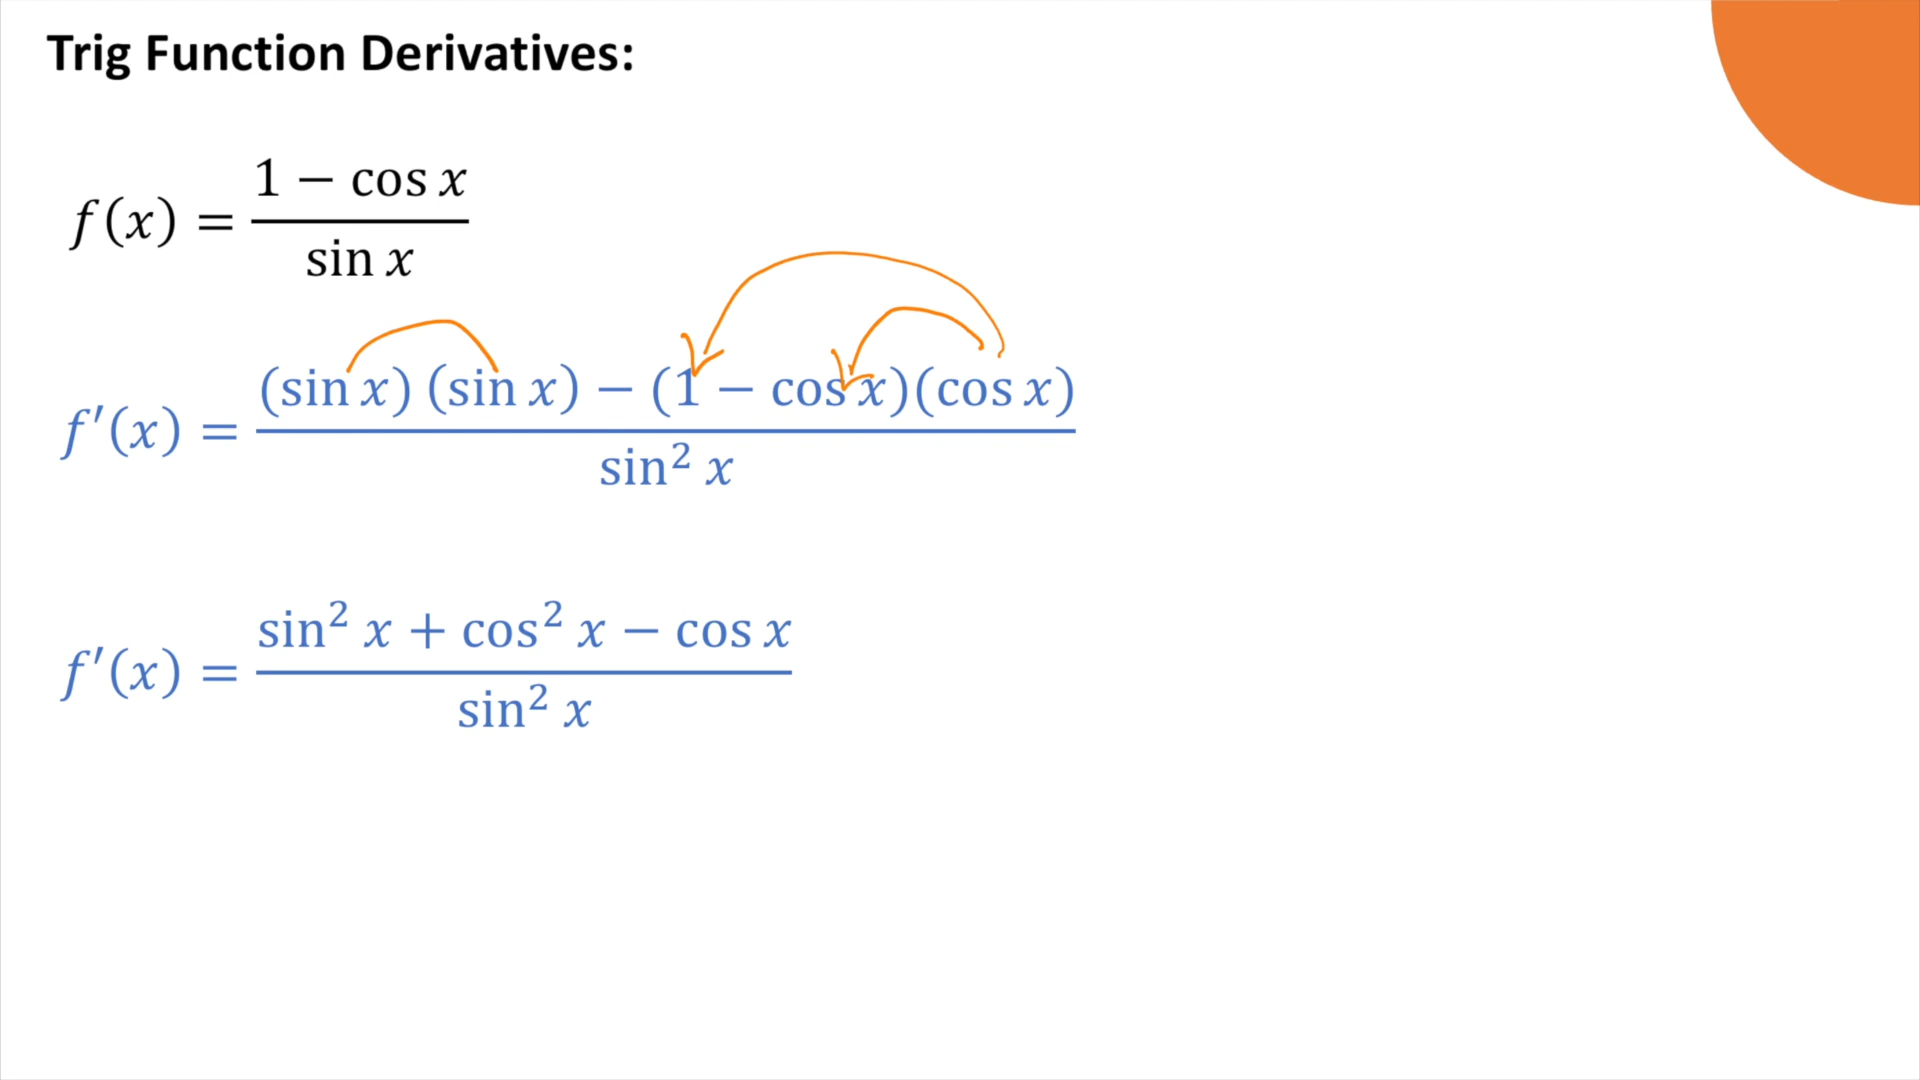 Trig Function Derivatives:
f(x) = (1 − cos x) / (sin x)
f′(x) = ((sin x)(sin x) − (1 − cos x)(cos x)) / (sin² x)
f′(x) = (sin² x + cos² x − cos x) / (sin² x)